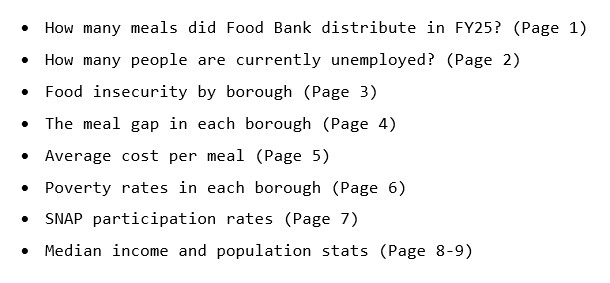 • How many meals did Food Bank distribute in FY25? (Page 1)
• How many people are currently unemployed? (Page 2)
• Food insecurity by borough (Page 3)
• The meal gap in each borough (Page 4)
• Average cost per meal (Page 5)
• Poverty rates in each borough (Page 6)
• SNAP participation rates (Page 7)
• Median income and population stats (Page 8-9)